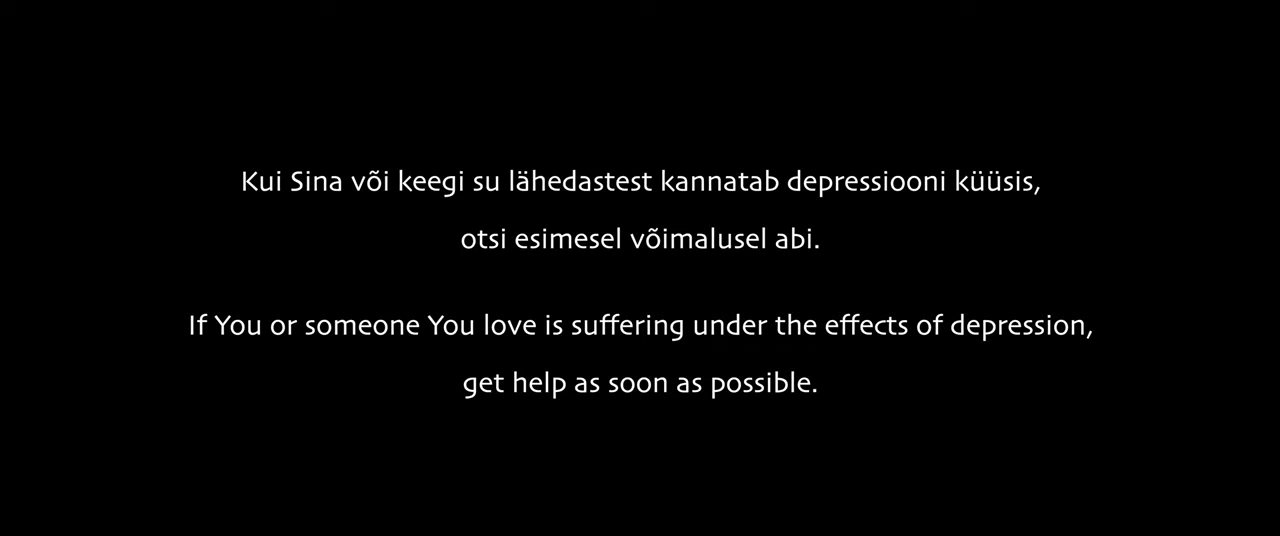 Kui Sina või keegi su lähedastest kannatab depressiooni küüsis,
otsi esimesel võimalusel abi.
If You or someone You love is suffering under the effects of depression,
get help as soon as possible.